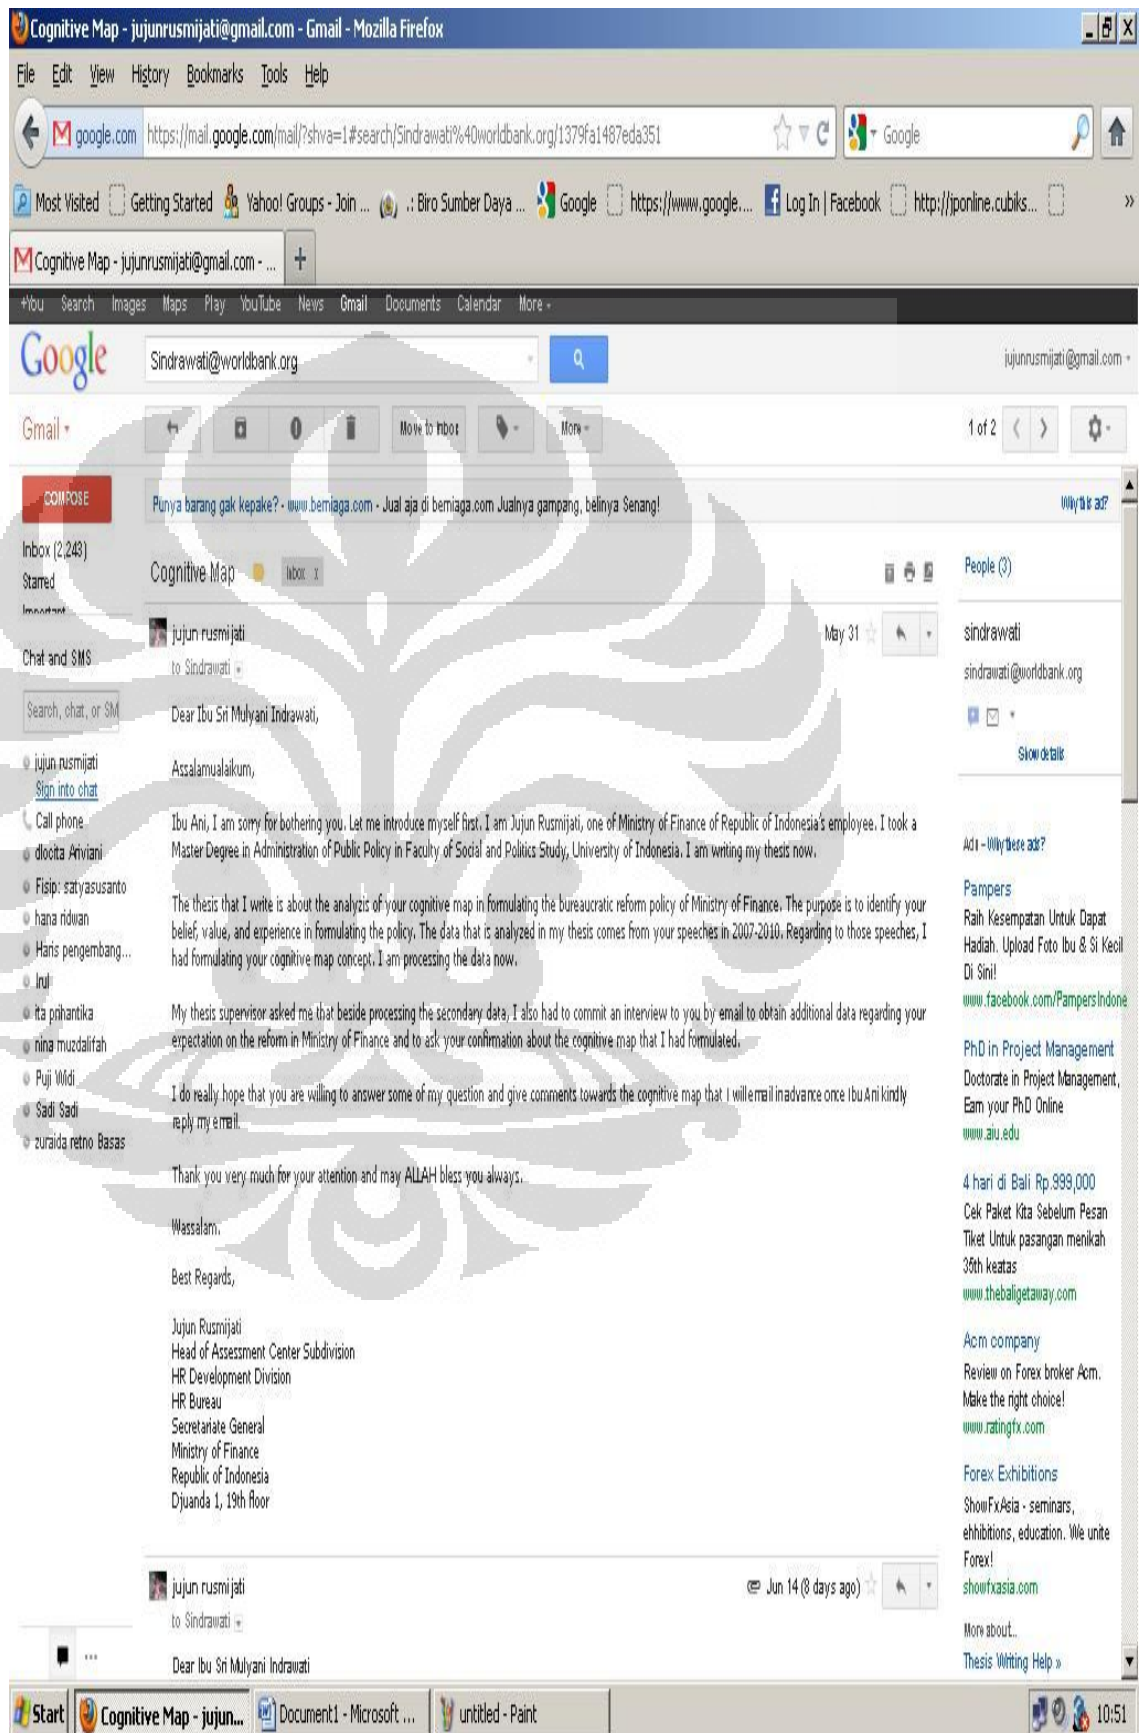 Cognitive Map - jujunrusmijati@gmail.com - Gmail - Mozilla Firefox
File Edit View History Bookmarks Tools Help
google.com https://mail.google.com/mail/?shva=1#search/Sindrawati%40worldbank.org/1379fa1487eda351 Google
Most Visited Getting Started Yahoo! Groups - Join ... .: Biro Sumber Daya ... Google https://www.google.... Log In | Facebook http://jponline.cubiks... »
Cognitive Map - jujunrusmijati@gmail.com - ... +
+You Search Images Maps Play YouTube News Gmail Documents Calendar More
Google Sindrawati@worldbank.org jujunrusmijati@gmail.com
Gmail Move to Inbox More 1 of 2
COMPOSE
Punya barang gak kepake? - www.berniaga.com - Jual aja di berniaga.com Jualnya gampang, belinya Senang! Why this ad?
Inbox (2,243)
Starred
Important
Chat and SMS
Search, chat, or SM
jujun rusmijati
Sign into chat
Call phone
dlocita Ariviani
Fisip: satyasusanto
hana ridwan
Haris pengembang...
Irul
ita prihantika
nina muzdalifah
Puji Widi
Sadi Sadi
zuraida retno Basas
Cognitive Map Inbox x
jujun rusmijati May 31
to Sindrawati
Dear Ibu Sri Mulyani Indrawati,
Assalamualaikum,
Ibu Ani, I am sorry for bothering you. Let me introduce myself first. I am Jujun Rusmijati, one of Ministry of Finance of Republic of Indonesia's employee. I took a
Master Degree in Administration of Public Policy in Faculty of Social and Politics Study, University of Indonesia. I am writing my thesis now.
The thesis that I write is about the analyzis of your cognitive map in formulating the bureaucratic reform policy of Ministry of Finance. The purpose is to identify your
belief, value, and experience in formulating the policy. The data that is analyzed in my thesis comes from your speeches in 2007-2010. Regarding to those speeches, I
had formulating your cognitive map concept. I am processing the data now.
My thesis supervisor asked me that beside processing the secondary data, I also had to commit an interview to you by email to obtain additional data regarding your
expectation on the reform in Ministry of Finance and to ask your confirmation about the cognitive map that I had formulated.
I do really hope that you are willing to answer some of my question and give comments towards the cognitive map that I will email inadvance once Ibu Ani kindly
reply my email.
Thank you very much for your attention and may ALLAH bless you always.
Wassalam.
Best Regards,
Jujun Rusmijati
Head of Assessment Center Subdivision
HR Development Division
HR Bureau
Secretariate General
Ministry of Finance
Republic of Indonesia
Djuanda 1, 19th floor
jujun rusmijati Jun 14 (8 days ago)
to Sindrawati
Dear Ibu Sri Mulyani Indrawati
People (3)
sindrawati
sindrawati@worldbank.org
Show details
Ads - Why these ads?
Pampers
Raih Kesempatan Untuk Dapat
Hadiah. Upload Foto Ibu & Si Kecil
Di Sini!
www.facebook.com/PampersIndone
PhD in Project Management
Doctorate in Project Management,
Earn your PhD Online
www.aiu.edu
4 hari di Bali Rp.999,000
Cek Paket Kita Sebelum Pesan
Tiket Untuk pasangan menikah
35th keatas
www.thebaligetaway.com
Acm company
Review on Forex broker Acm.
Make the right choice!
www.ratingfx.com
Forex Exhibitions
ShowFxAsia - seminars,
ehhibitions, education. We unite
Forex!
showfxasia.com
More about...
Thesis Writing Help »
Start Cognitive Map - jujun... Document1 - Microsoft ... untitled - Paint 10:51